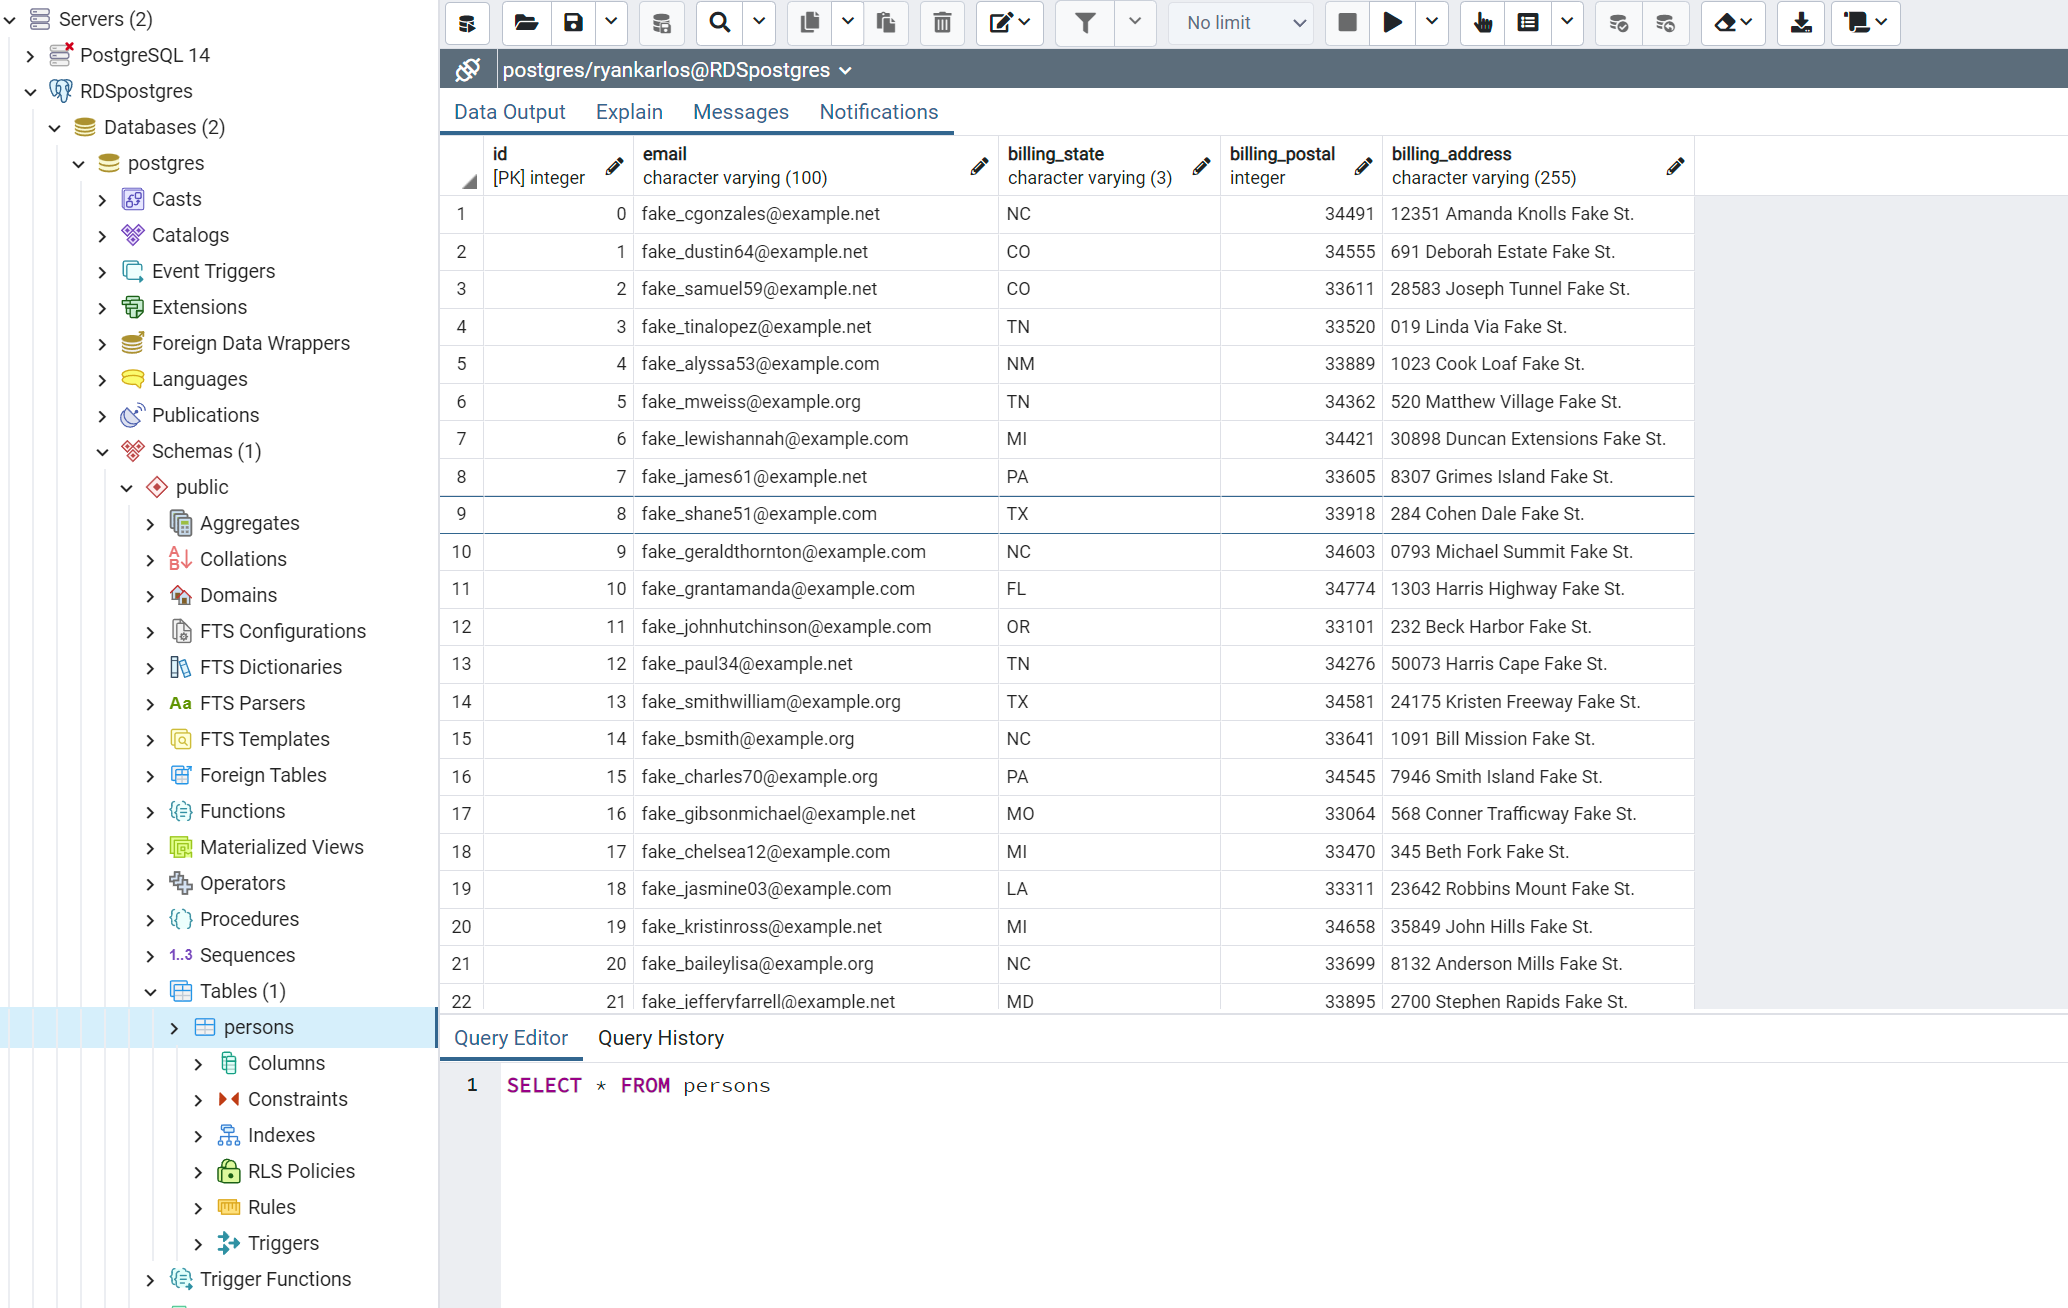 Servers (2)
PostgreSQL 14
RDSpostgres
Databases (2)
postgres
Casts
Catalogs
Event Triggers
Extensions
Foreign Data Wrappers
Languages
Publications
Schemas (1)
public
Aggregates
Collations
Domains
FTS Configurations
FTS Dictionaries
Aa FTS Parsers
FTS Templates
Foreign Tables
Functions
Materialized Views
Operators
Procedures
1..3 Sequences
Tables (1)
persons
Columns
Constraints
Indexes
RLS Policies
Rules
Triggers
Trigger Functions
No limit
postgres/ryankarlos@RDSpostgres
Data Output Explain Messages Notifications
id email billing_state billing_postal billing_address
[PK] integer character varying (100) character varying (3) integer character varying (255)
1 0 fake_cgonzales@example.net NC 34491 12351 Amanda Knolls Fake St.
2 1 fake_dustin64@example.net CO 34555 691 Deborah Estate Fake St.
3 2 fake_samuel59@example.net CO 33611 28583 Joseph Tunnel Fake St.
4 3 fake_tinalopez@example.net TN 33520 019 Linda Via Fake St.
5 4 fake_alyssa53@example.com NM 33889 1023 Cook Loaf Fake St.
6 5 fake_mweiss@example.org TN 34362 520 Matthew Village Fake St.
7 6 fake_lewishannah@example.com MI 34421 30898 Duncan Extensions Fake St.
8 7 fake_james61@example.net PA 33605 8307 Grimes Island Fake St.
9 8 fake_shane51@example.com TX 33918 284 Cohen Dale Fake St.
10 9 fake_geraldthornton@example.com NC 34603 0793 Michael Summit Fake St.
11 10 fake_grantamanda@example.com FL 34774 1303 Harris Highway Fake St.
12 11 fake_johnhutchinson@example.com OR 33101 232 Beck Harbor Fake St.
13 12 fake_paul34@example.net TN 34276 50073 Harris Cape Fake St.
14 13 fake_smithwilliam@example.org TX 34581 24175 Kristen Freeway Fake St.
15 14 fake_bsmith@example.org NC 33641 1091 Bill Mission Fake St.
16 15 fake_charles70@example.org PA 34545 7946 Smith Island Fake St.
17 16 fake_gibsonmichael@example.net MO 33064 568 Conner Trafficway Fake St.
18 17 fake_chelsea12@example.com MI 33470 345 Beth Fork Fake St.
19 18 fake_jasmine03@example.com LA 33311 23642 Robbins Mount Fake St.
20 19 fake_kristinross@example.net MI 34658 35849 John Hills Fake St.
21 20 fake_baileylisa@example.org NC 33699 8132 Anderson Mills Fake St.
22 21 fake_jefferyfarrell@example.net MD 33895 2700 Stephen Rapids Fake St.
Query Editor Query History
1 SELECT * FROM persons